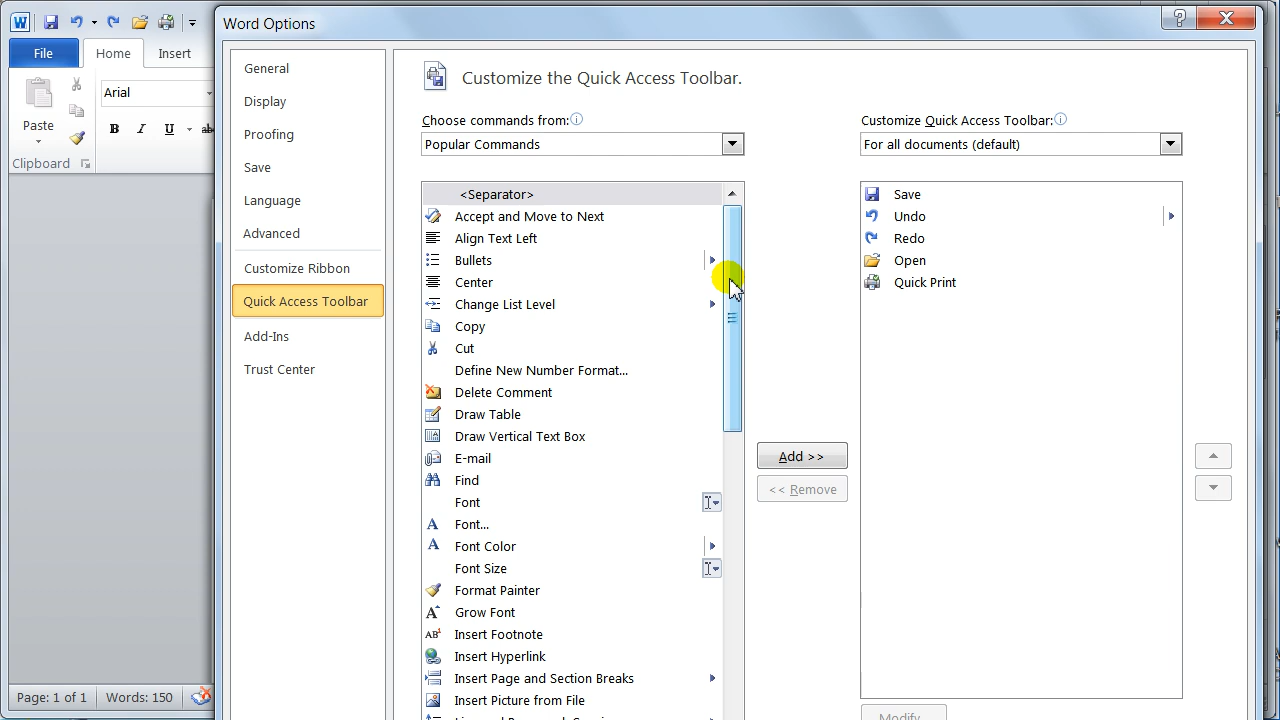 Word Options
File
Home
Insert
Arial
B I U abc
Paste
Clipboard
General
Display
Proofing
Save
Language
Advanced
Customize Ribbon
Quick Access Toolbar
Add-Ins
Trust Center
Customize the Quick Access Toolbar.
Choose commands from:
Popular Commands
<Separator>
Accept and Move to Next
Align Text Left
Bullets
Center
Change List Level
Copy
Cut
Define New Number Format...
Delete Comment
Draw Table
Draw Vertical Text Box
E-mail
Find
Font
Font...
Font Color
Font Size
Format Painter
Grow Font
Insert Footnote
Insert Hyperlink
Insert Page and Section Breaks
Insert Picture from File
Add >>
<< Remove
Customize Quick Access Toolbar:
For all documents (default)
Save
Undo
Redo
Open
Quick Print
Modify...
Page: 1 of 1
Words: 150